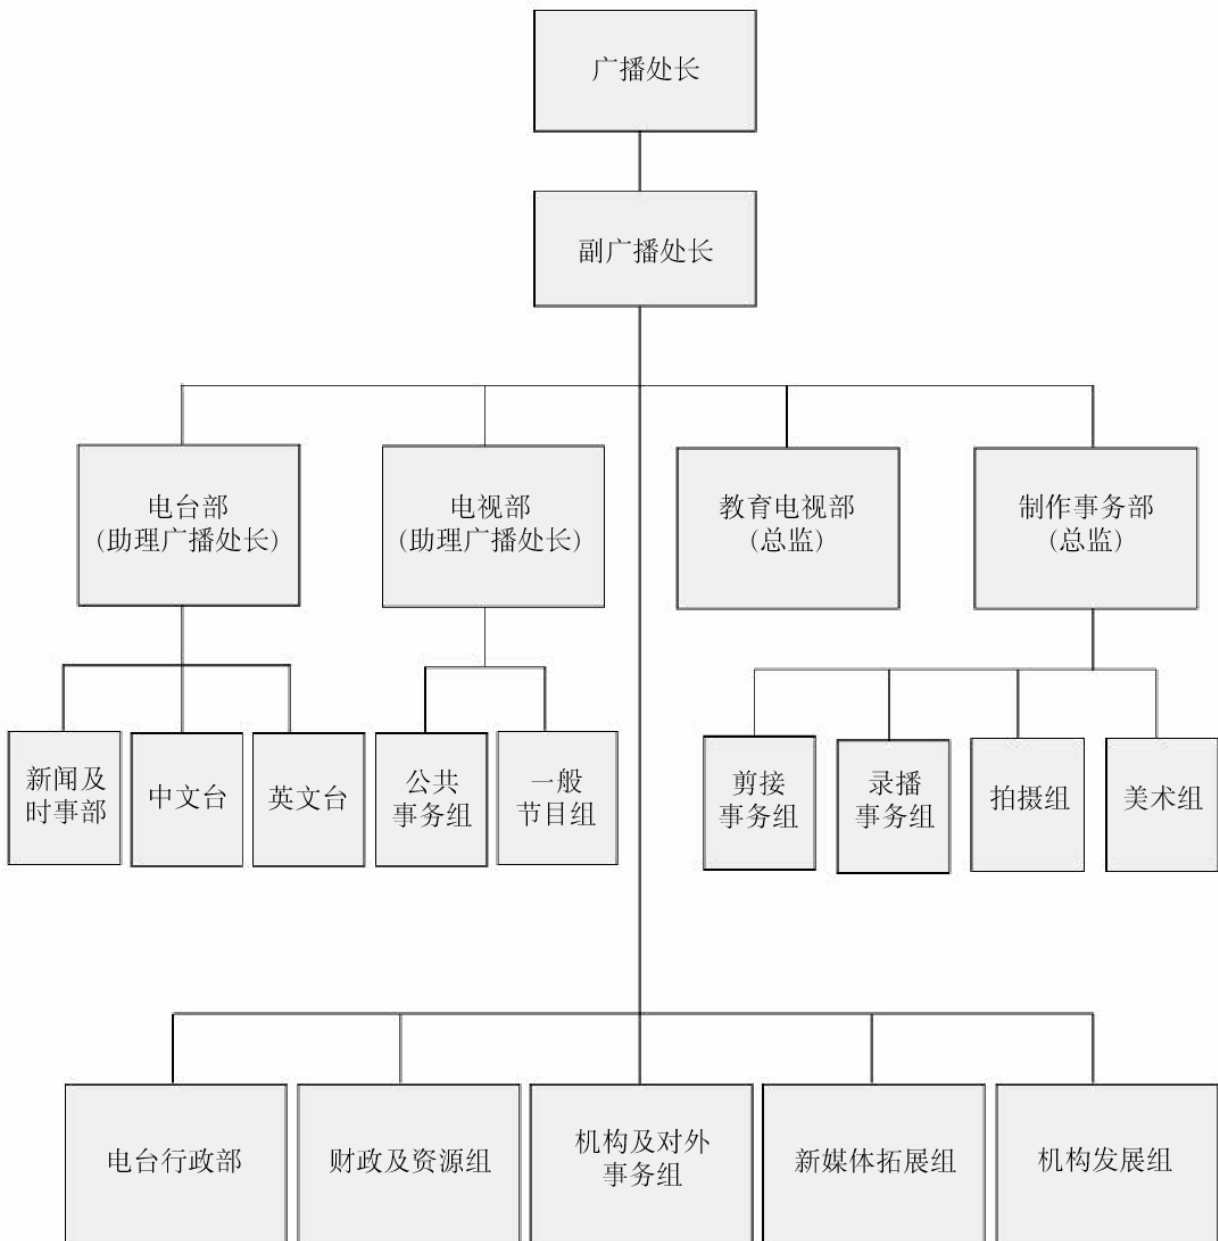 广播处长
副广播处长
电台部
(助理广播处长)
电视部
(助理广播处长)
教育电视部
(总监)
制作事务部
(总监)
新闻及
时事部
中文台
英文台
公共
事务组
一般
节目组
剪接
事务组
录播
事务组
拍摄组
美术组
电台行政部
财政及资源组
机构及对外
事务组
新媒体拓展组
机构发展组